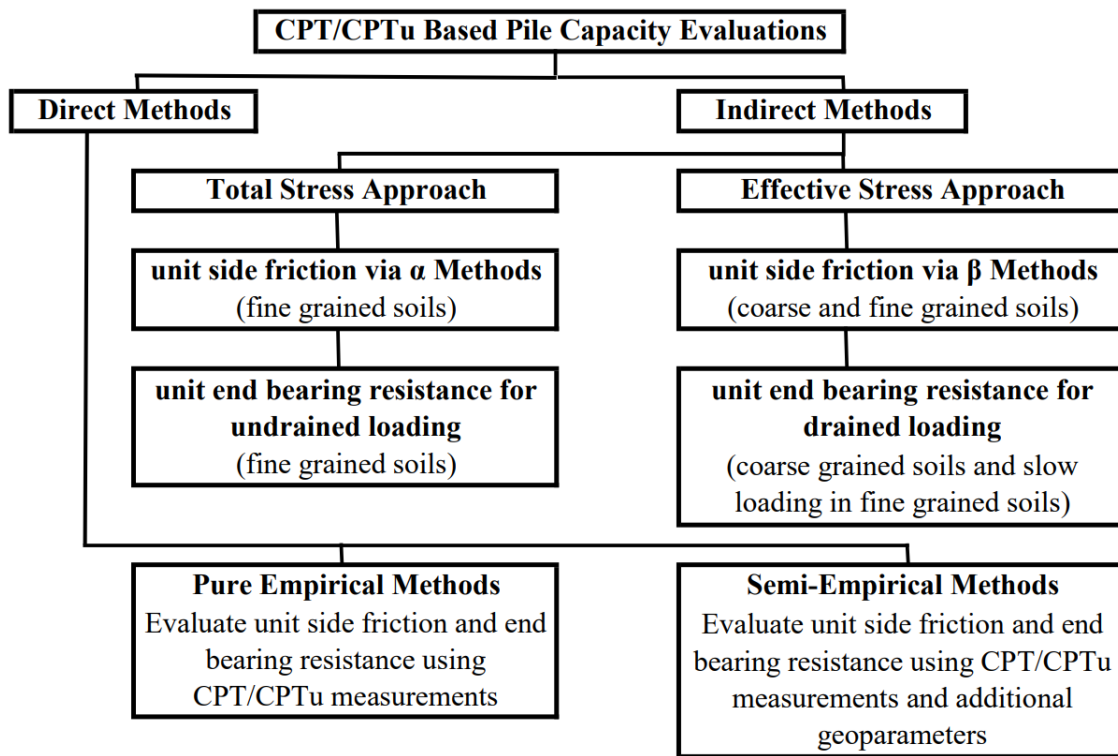 CPT/CPTu Based Pile Capacity Evaluations
Direct Methods
Indirect Methods
Total Stress Approach
Effective Stress Approach
unit side friction via α Methods
(fine grained soils)
unit side friction via β Methods
(coarse and fine grained soils)
unit end bearing resistance for
undrained loading
(fine grained soils)
unit end bearing resistance for
drained loading
(coarse grained soils and slow
loading in fine grained soils)
Pure Empirical Methods
Evaluate unit side friction and end
bearing resistance using
CPT/CPTu measurements
Semi-Empirical Methods
Evaluate unit side friction and end
bearing resistance using CPT/CPTu
measurements and additional
geoparameters